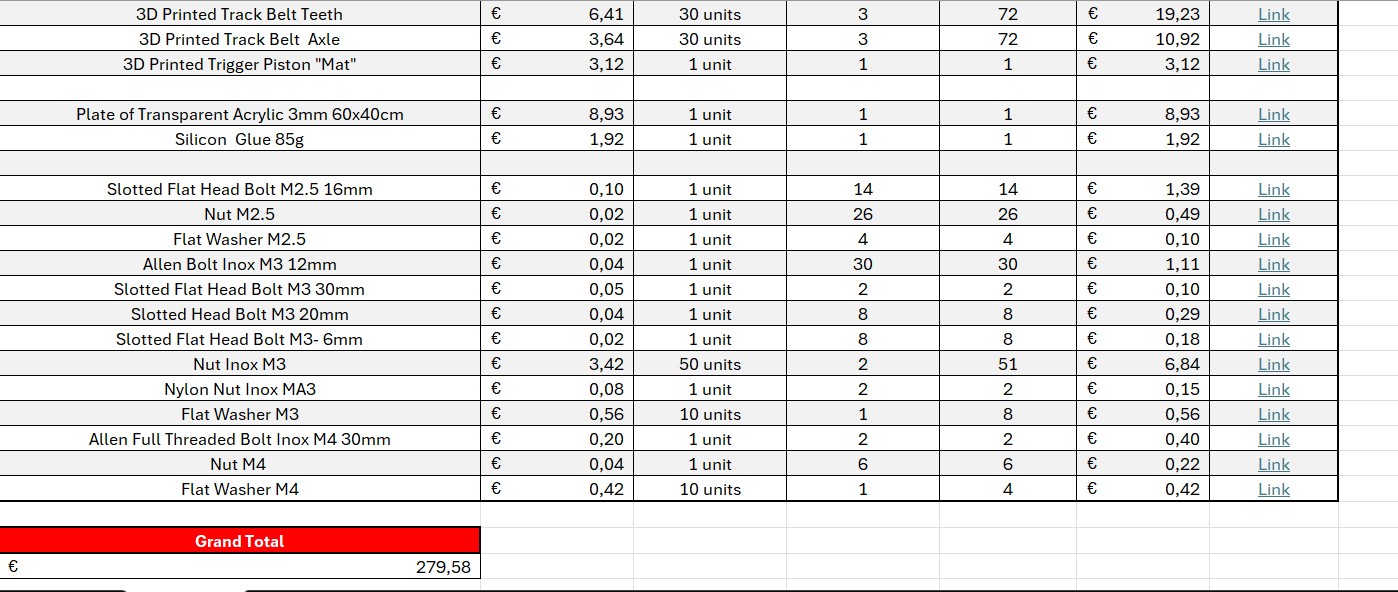 3D Printed Track Belt Teeth € 6,41 30 units 3 72 € 19,23 Link
3D Printed Track Belt  Axle € 3,64 30 units 3 72 € 10,92 Link
3D Printed Trigger Piston "Mat" € 3,12 1 unit 1 1 € 3,12 Link
Plate of Transparent Acrylic 3mm 60x40cm € 8,93 1 unit 1 1 € 8,93 Link
Silicon  Glue 85g € 1,92 1 unit 1 1 € 1,92 Link
Slotted Flat Head Bolt M2.5 16mm € 0,10 1 unit 14 14 € 1,39 Link
Nut M2.5 € 0,02 1 unit 26 26 € 0,49 Link
Flat Washer M2.5 € 0,02 1 unit 4 4 € 0,10 Link
Allen Bolt Inox M3 12mm € 0,04 1 unit 30 30 € 1,11 Link
Slotted Flat Head Bolt M3 30mm € 0,05 1 unit 2 2 € 0,10 Link
Slotted Head Bolt M3 20mm € 0,04 1 unit 8 8 € 0,29 Link
Slotted Flat Head Bolt M3- 6mm € 0,02 1 unit 8 8 € 0,18 Link
Nut Inox M3 € 3,42 50 units 2 51 € 6,84 Link
Nylon Nut Inox MA3 € 0,08 1 unit 2 2 € 0,15 Link
Flat Washer M3 € 0,56 10 units 1 8 € 0,56 Link
Allen Full Threaded Bolt Inox M4 30mm € 0,20 1 unit 2 2 € 0,40 Link
Nut M4 € 0,04 1 unit 6 6 € 0,22 Link
Flat Washer M4 € 0,42 10 units 1 4 € 0,42 Link
Grand Total
€ 279,58